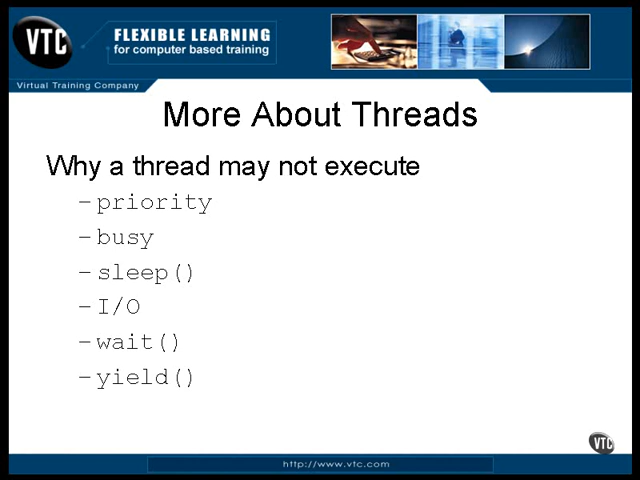 VTC
FLEXIBLE LEARNING
for computer based training
Virtual Training Company
More About Threads
Why a thread may not execute
– priority
– busy
– sleep()
– I/O
– wait()
– yield()
VTC
http://www.vtc.com